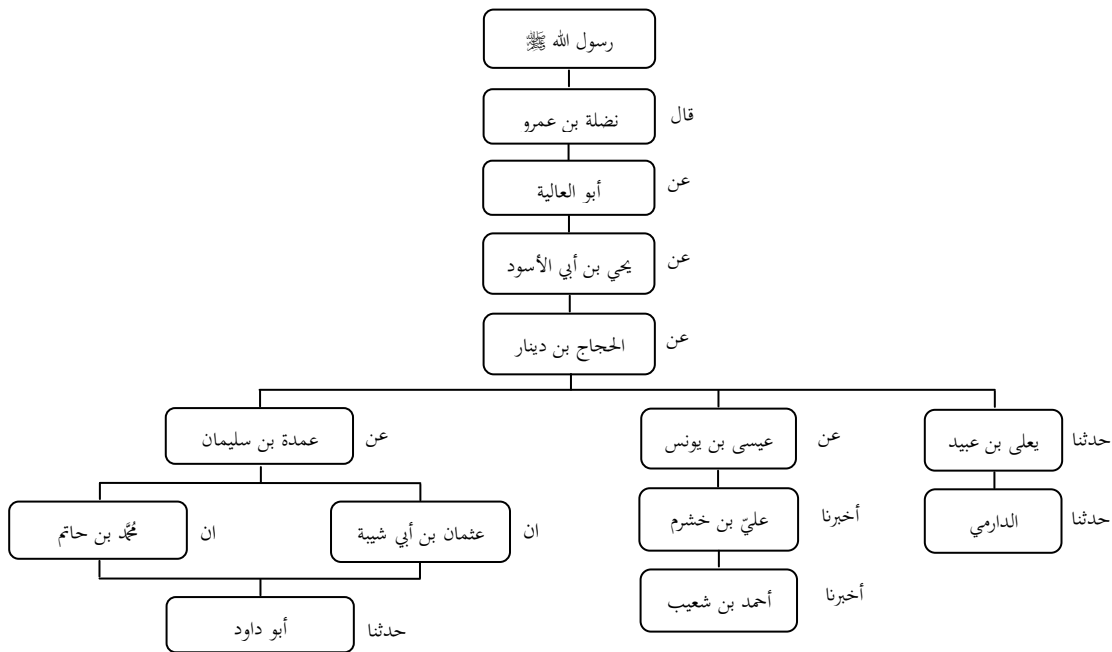 رسول الله ﷺ
نضلة بن عمرو
قال
أبو العالية
عن
يحي بن أبي الأسود
عن
الحجاج بن دينار
عن
يعلى بن عبيد
حدثنا
عيسى بن يونس
عن
عمدة بن سليمان
عن
الدارمي
حدثنا
عليّ بن خشرم
أخبرنا
عثمان بن أبي شيبة
ان
مُحَّد بن حاتم
ان
أحمد بن شعيب
أخبرنا
أبو داود
حدثنا